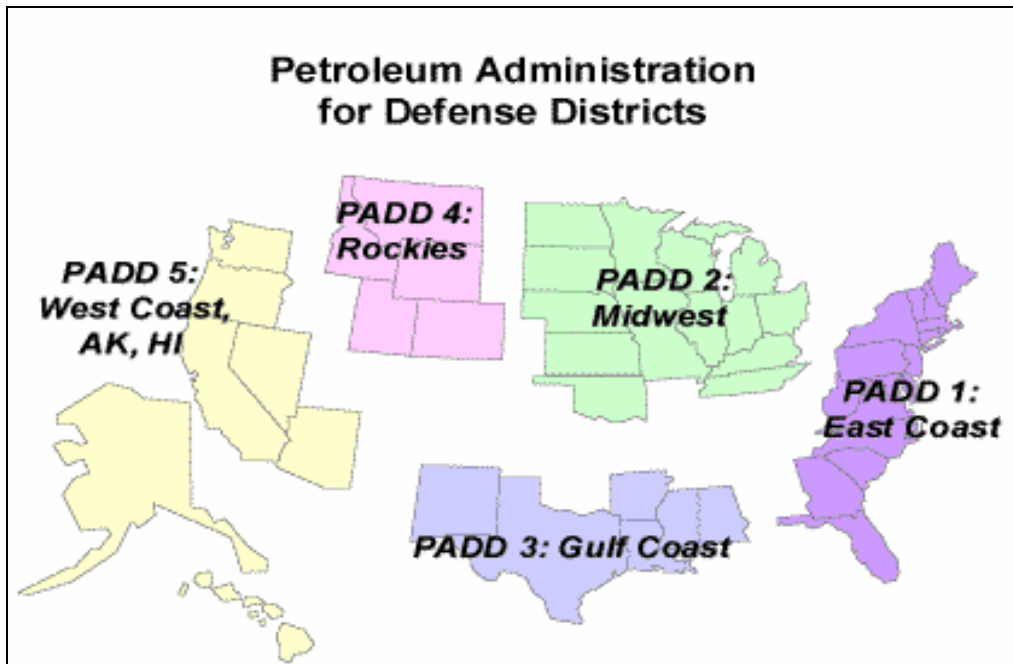 Petroleum Administration
for Defense Districts
PADD 4:
Rockies
PADD 5:
West Coast,
AK, HI
PADD 2:
Midwest
PADD 1:
East Coast
PADD 3: Gulf Coast